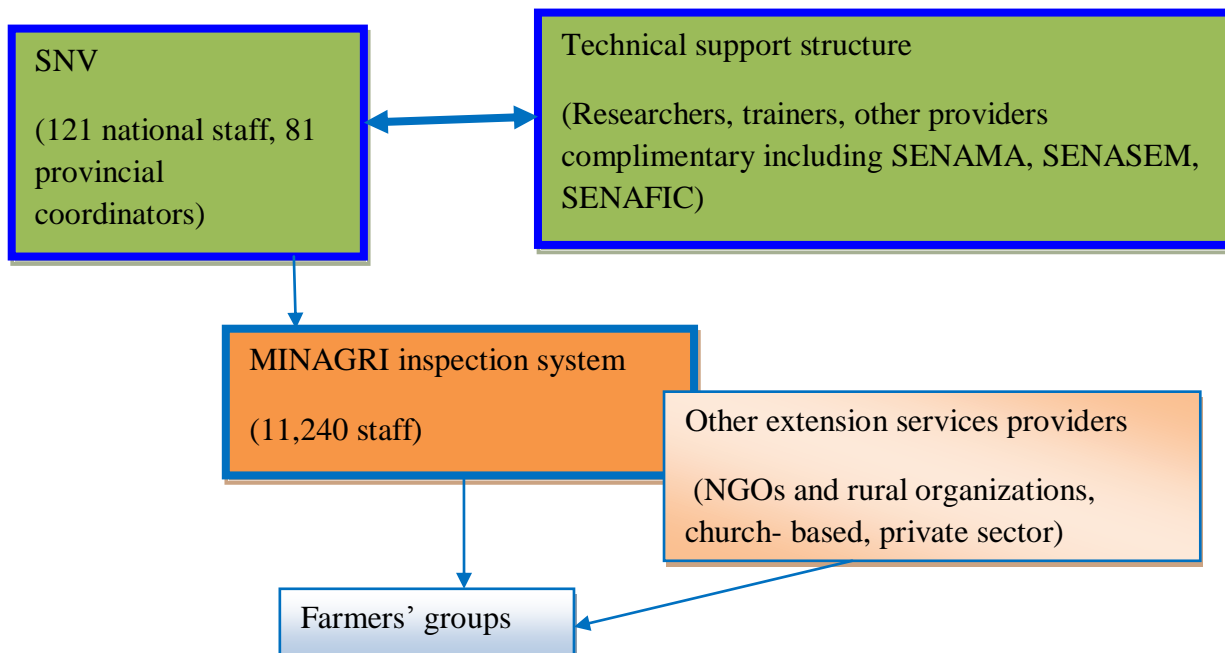 SNV
(121 national staff, 81
provincial
coordinators)
Technical support structure
(Researchers, trainers, other providers
complimentary including SENAMA, SENASEM,
SENAFIC)
MINAGRI inspection system
(11,240 staff)
Other extension services providers
(NGOs and rural organizations,
church- based, private sector)
Farmers’ groups